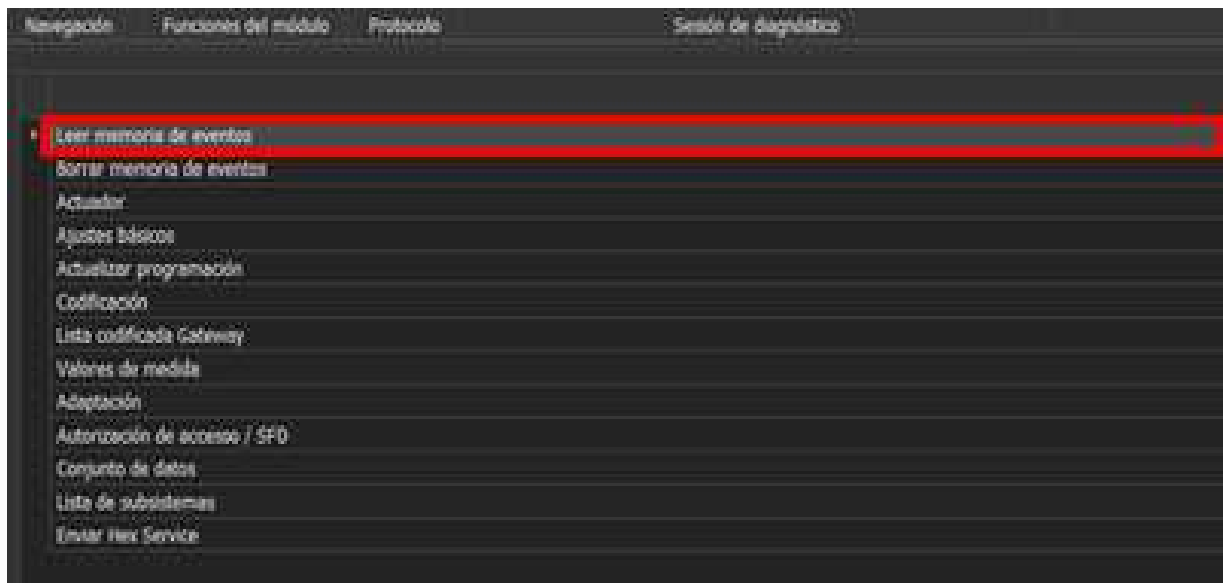 Navegación Funciones del módulo Protocolo Sesión de diagnóstico
Leer memoria de eventos
Borrar memoria de eventos
Actuador
Ajustes básicos
Actualizar programación
Codificación
Lista codificada Gateway
Valores de medida
Adaptación
Autorización de accesso / SFD
Conjunto de datos
Lista de subsistemas
Enviar Hex Service